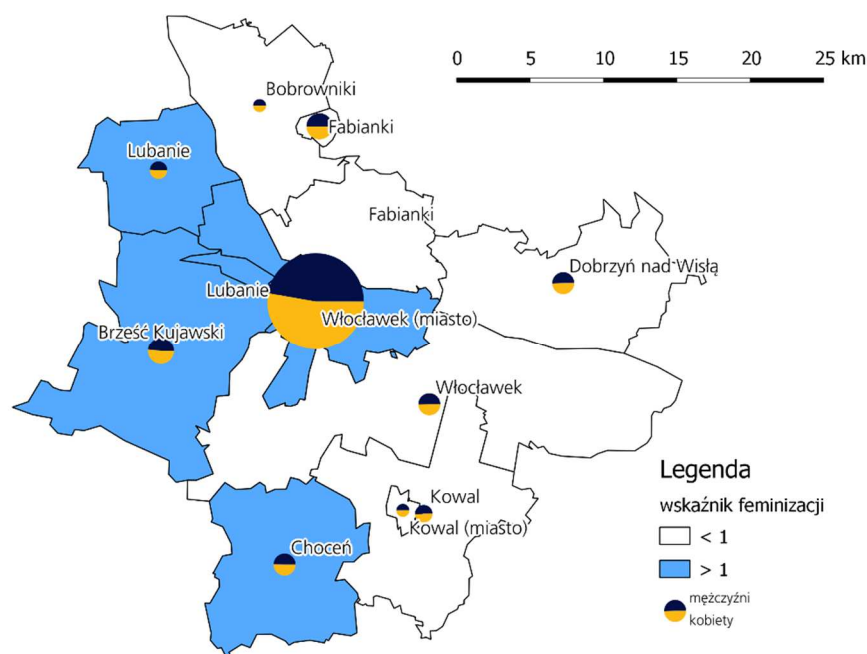 0 5 10 15 20 25 km
Bobrowniki
Fabianki
Lubanie
Fabianki
Dobrzyń nad Wisłą
Lubanie
Włocławek (miasto)
Brześć Kujawski
Włocławek
Kowal
Kowal (miasto)
Choceń
Legenda
wskaźnik feminizacji
< 1
> 1
mężczyźni
kobiety